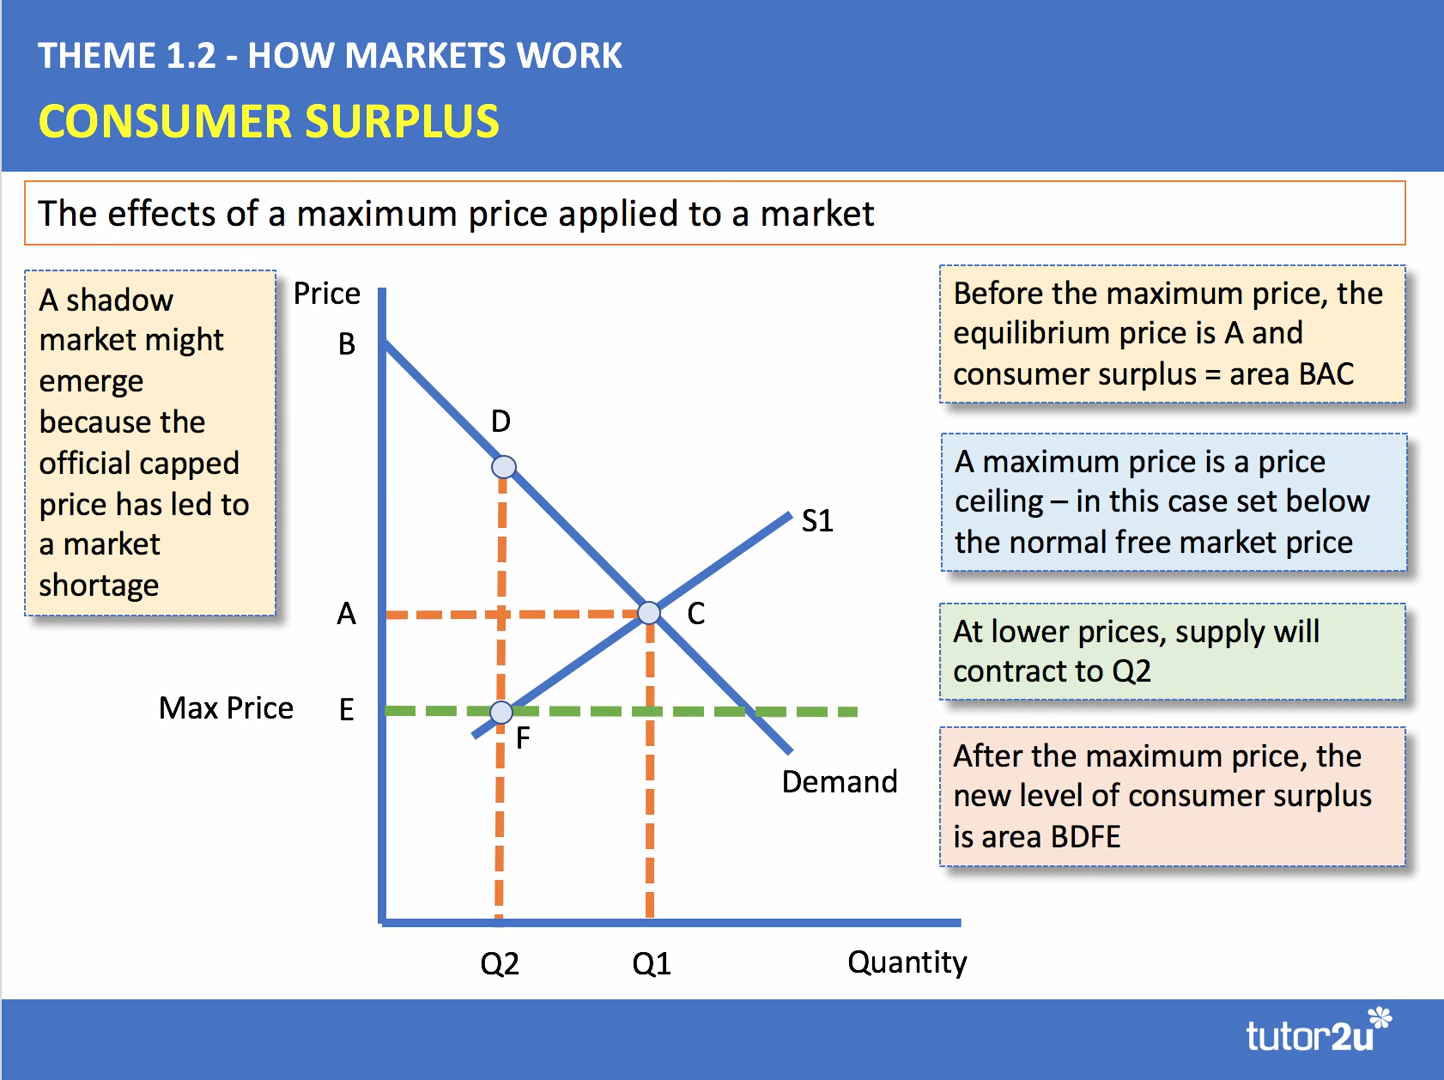 THEME 1.2 - HOW MARKETS WORK
CONSUMER SURPLUS
The effects of a maximum price applied to a market
A shadow
market might
emerge
because the
official capped
price has led to
a market
shortage
Price
B
D
S1
A
C
Max Price
E
F
Demand
Q2
Q1
Quantity
Before the maximum price, the
equilibrium price is A and
consumer surplus = area BAC
A maximum price is a price
ceiling – in this case set below
the normal free market price
At lower prices, supply will
contract to Q2
After the maximum price, the
new level of consumer surplus
is area BDFE
tutor2u